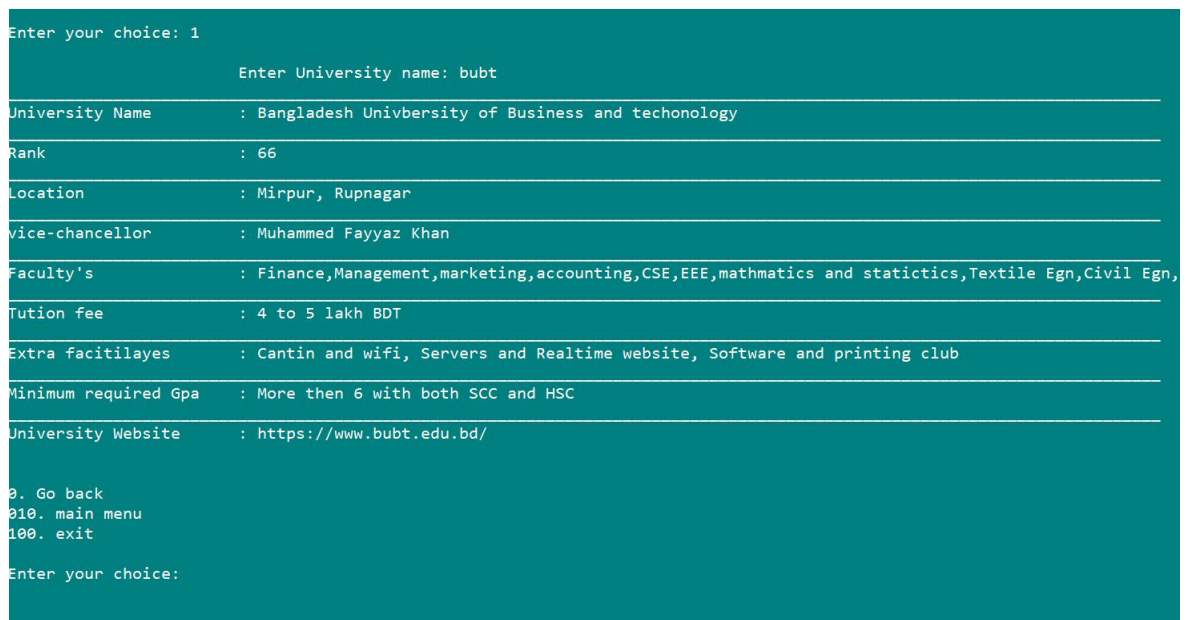 Enter your choice: 1
Enter University name: bubt
University Name : Bangladesh Univbersity of Business and techonology
Rank : 66
Location : Mirpur, Rupnagar
vice-chancellor : Muhammed Fayyaz Khan
Faculty's : Finance,Management,marketing,accounting,CSE,EEE,mathmatics and statictics,Textile Egn,Civil Egn,
Tution fee : 4 to 5 lakh BDT
Extra facitilayes : Cantin and wifi, Servers and Realtime website, Software and printing club
Minimum required Gpa : More then 6 with both SCC and HSC
University Website : https://www.bubt.edu.bd/
0. Go back
010. main menu
100. exit
Enter your choice: